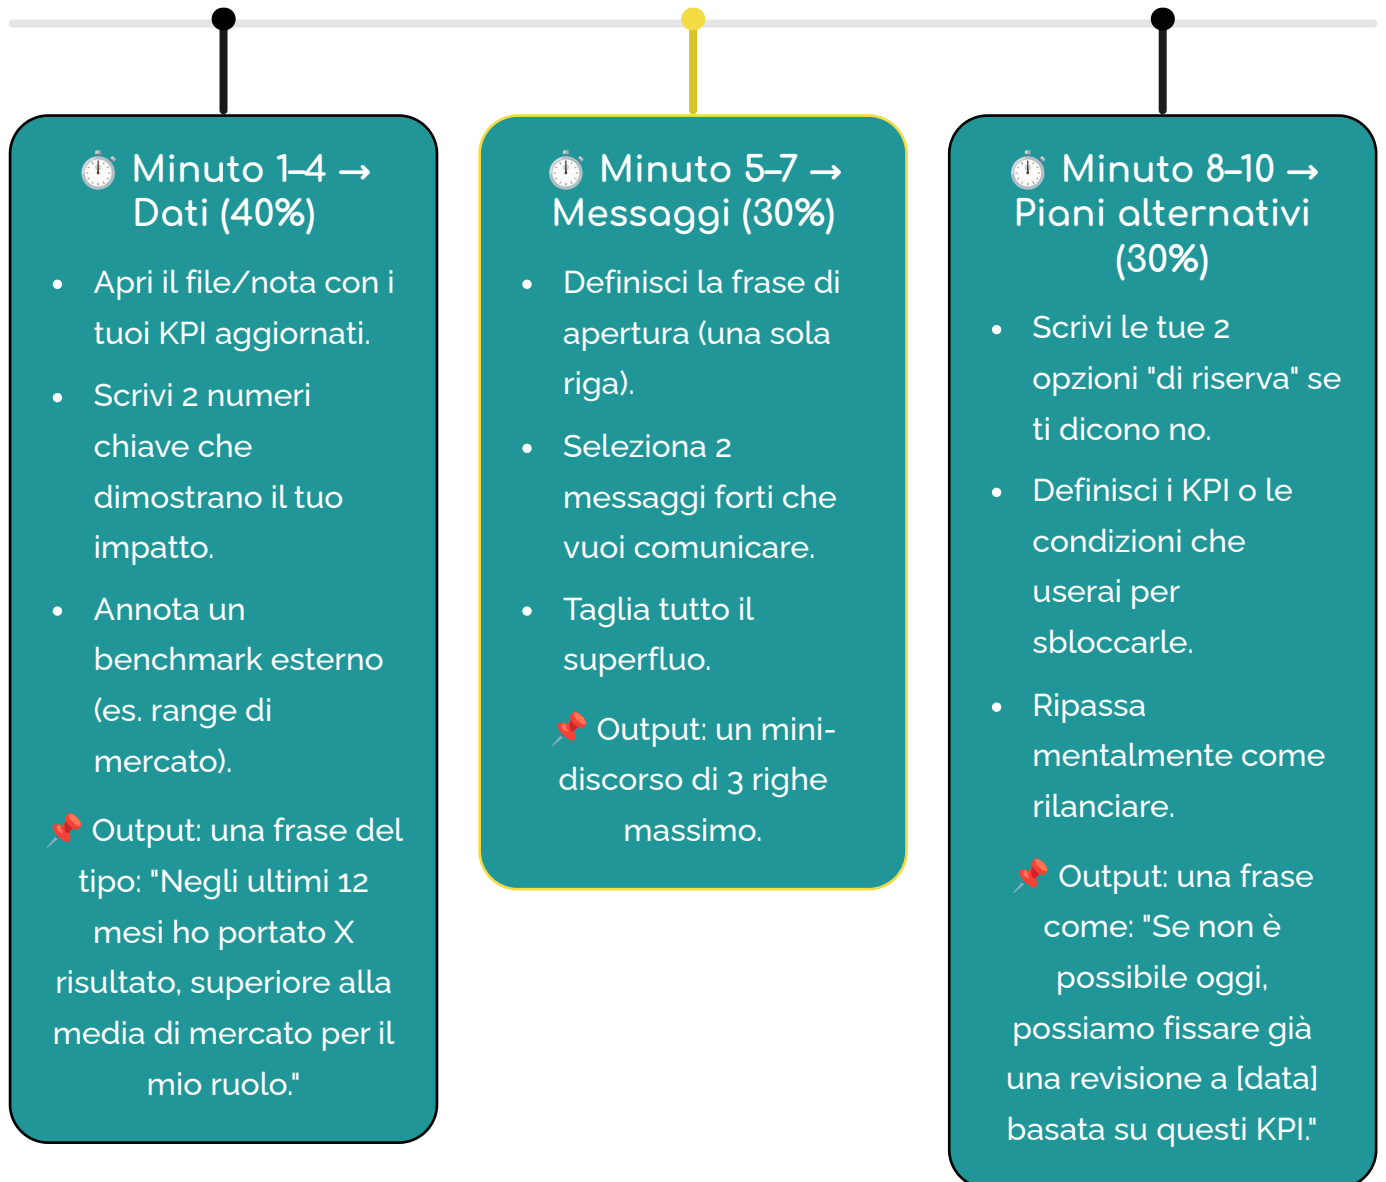 ⏱️ Minuto 1–4 →
Dati (40%)
• Apri il file/nota con i
tuoi KPI aggiornati.
• Scrivi 2 numeri
chiave che
dimostrano il tuo
impatto.
• Annota un
benchmark esterno
(es. range di
mercato).
📌 Output: una frase del
tipo: "Negli ultimi 12
mesi ho portato X
risultato, superiore alla
media di mercato per il
mio ruolo."
⏱️ Minuto 5–7 →
Messaggi (30%)
• Definisci la frase di
apertura (una sola
riga).
• Seleziona 2
messaggi forti che
vuoi comunicare.
• Taglia tutto il
superfluo.
📌 Output: un mini-
discorso di 3 righe
massimo.
⏱️ Minuto 8–10 →
Piani alternativi
(30%)
• Scrivi le tue 2
opzioni "di riserva" se
ti dicono no.
• Definisci i KPI o le
condizioni che
userai per
sbloccarle.
• Ripassa
mentalmente come
rilanciare.
📌 Output: una frase
come: "Se non è
possibile oggi,
possiamo fissare già
una revisione a [data]
basata su questi KPI."